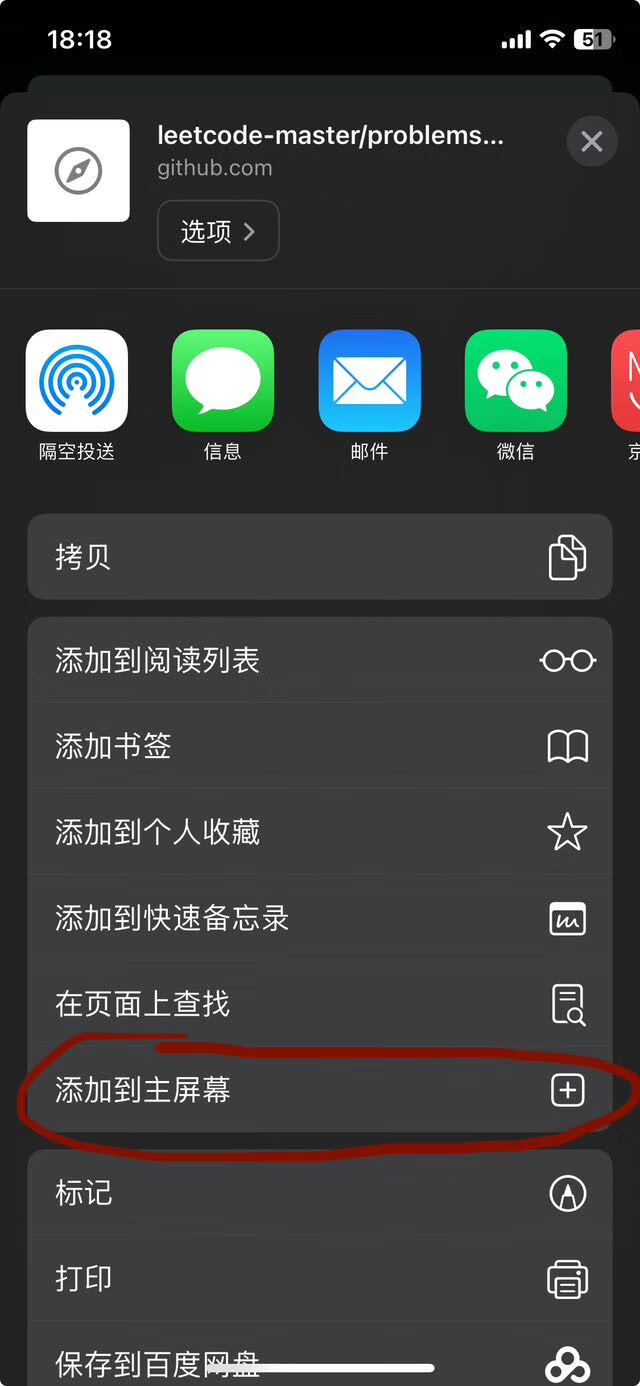 18:18
51
leetcode-master/problems...
github.com
选项
隔空投送
信息
邮件
微信
京
拷贝
添加到阅读列表
添加书签
添加到个人收藏
添加到快速备忘录
在页面上查找
添加到主屏幕
标记
打印
保存到百度网盘